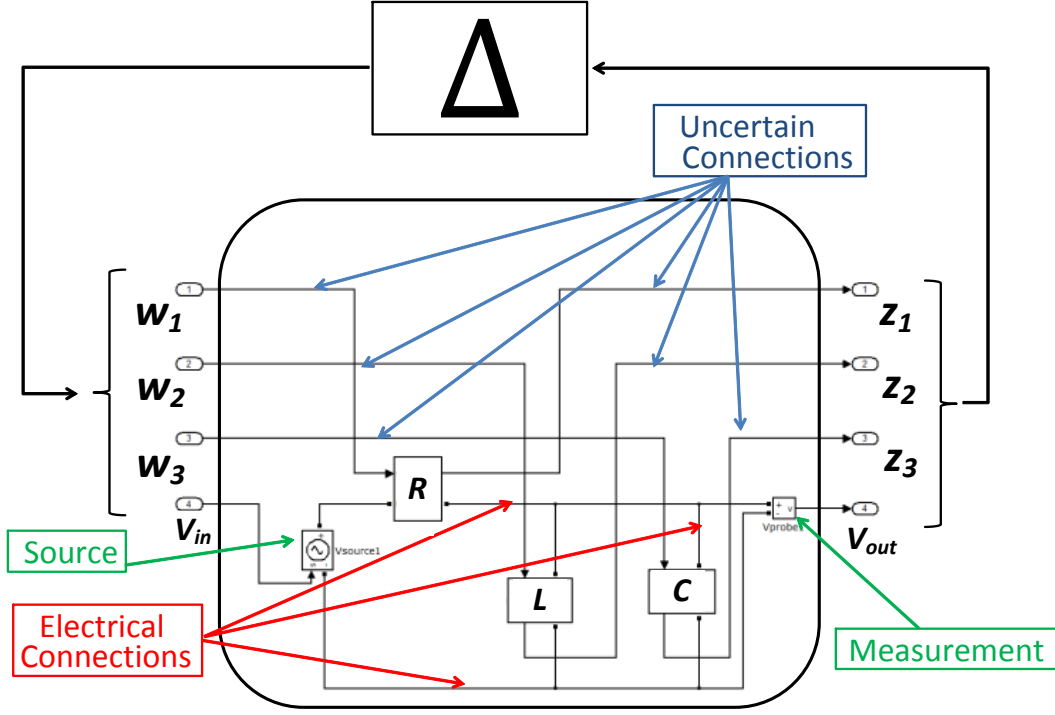 Δ
Uncertain
Connections
1
w1
2
w2
3
w3
4
Vin
1
z1
2
z2
3
z3
4
Vout
R
L
C
+
-
v
Vprobe
+
s
-
Vsource1
Source
Electrical
Connections
Measurement